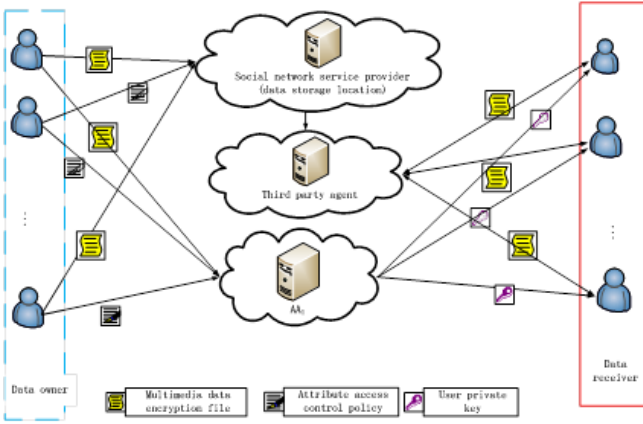 Social network service provider
(data storage location)
Third party agent
Data owner
Data
receiver
Multimedia data
encryption file
Attribute access
control policy
User private
key